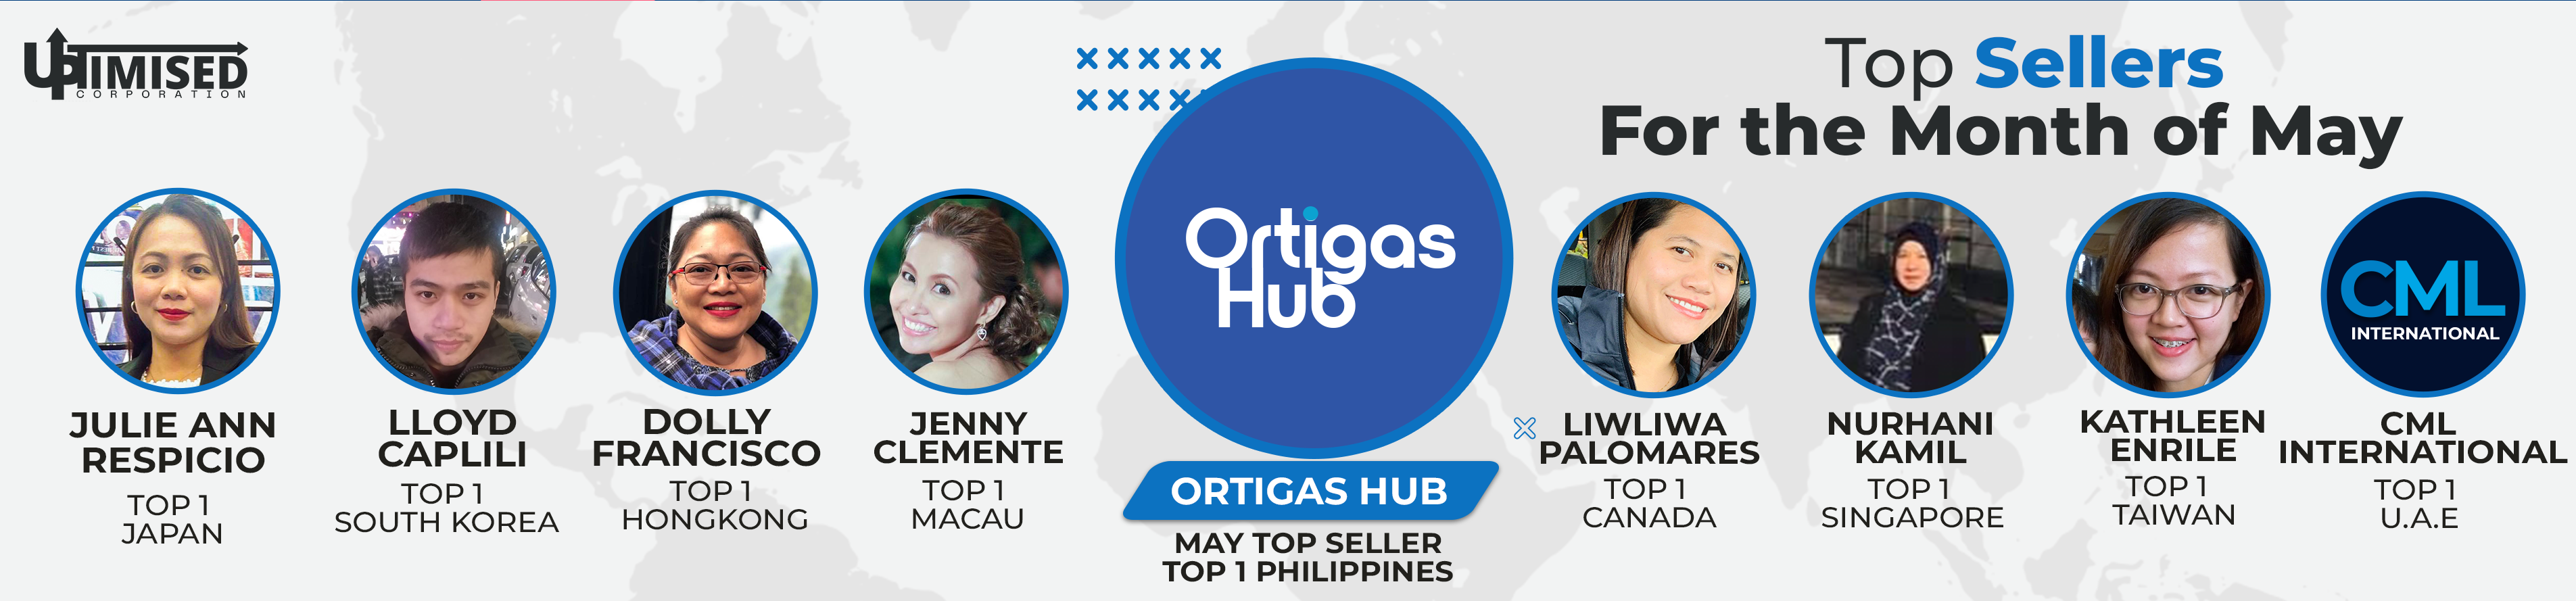 UPTIMISED
CORPORATION
Top Sellers
For the Month of May
Ortigas
Hub
CML
INTERNATIONAL
JULIE ANN
RESPICIO
TOP 1
JAPAN
LLOYD
CAPLILI
TOP 1
SOUTH KOREA
DOLLY
FRANCISCO
TOP 1
HONGKONG
JENNY
CLEMENTE
TOP 1
MACAU
ORTIGAS HUB
MAY TOP SELLER
TOP 1 PHILIPPINES
LIWLIWA
PALOMARES
TOP 1
CANADA
NURHANI
KAMIL
TOP 1
SINGAPORE
KATHLEEN
ENRILE
TOP 1
TAIWAN
CML
INTERNATIONAL
TOP 1
U.A.E